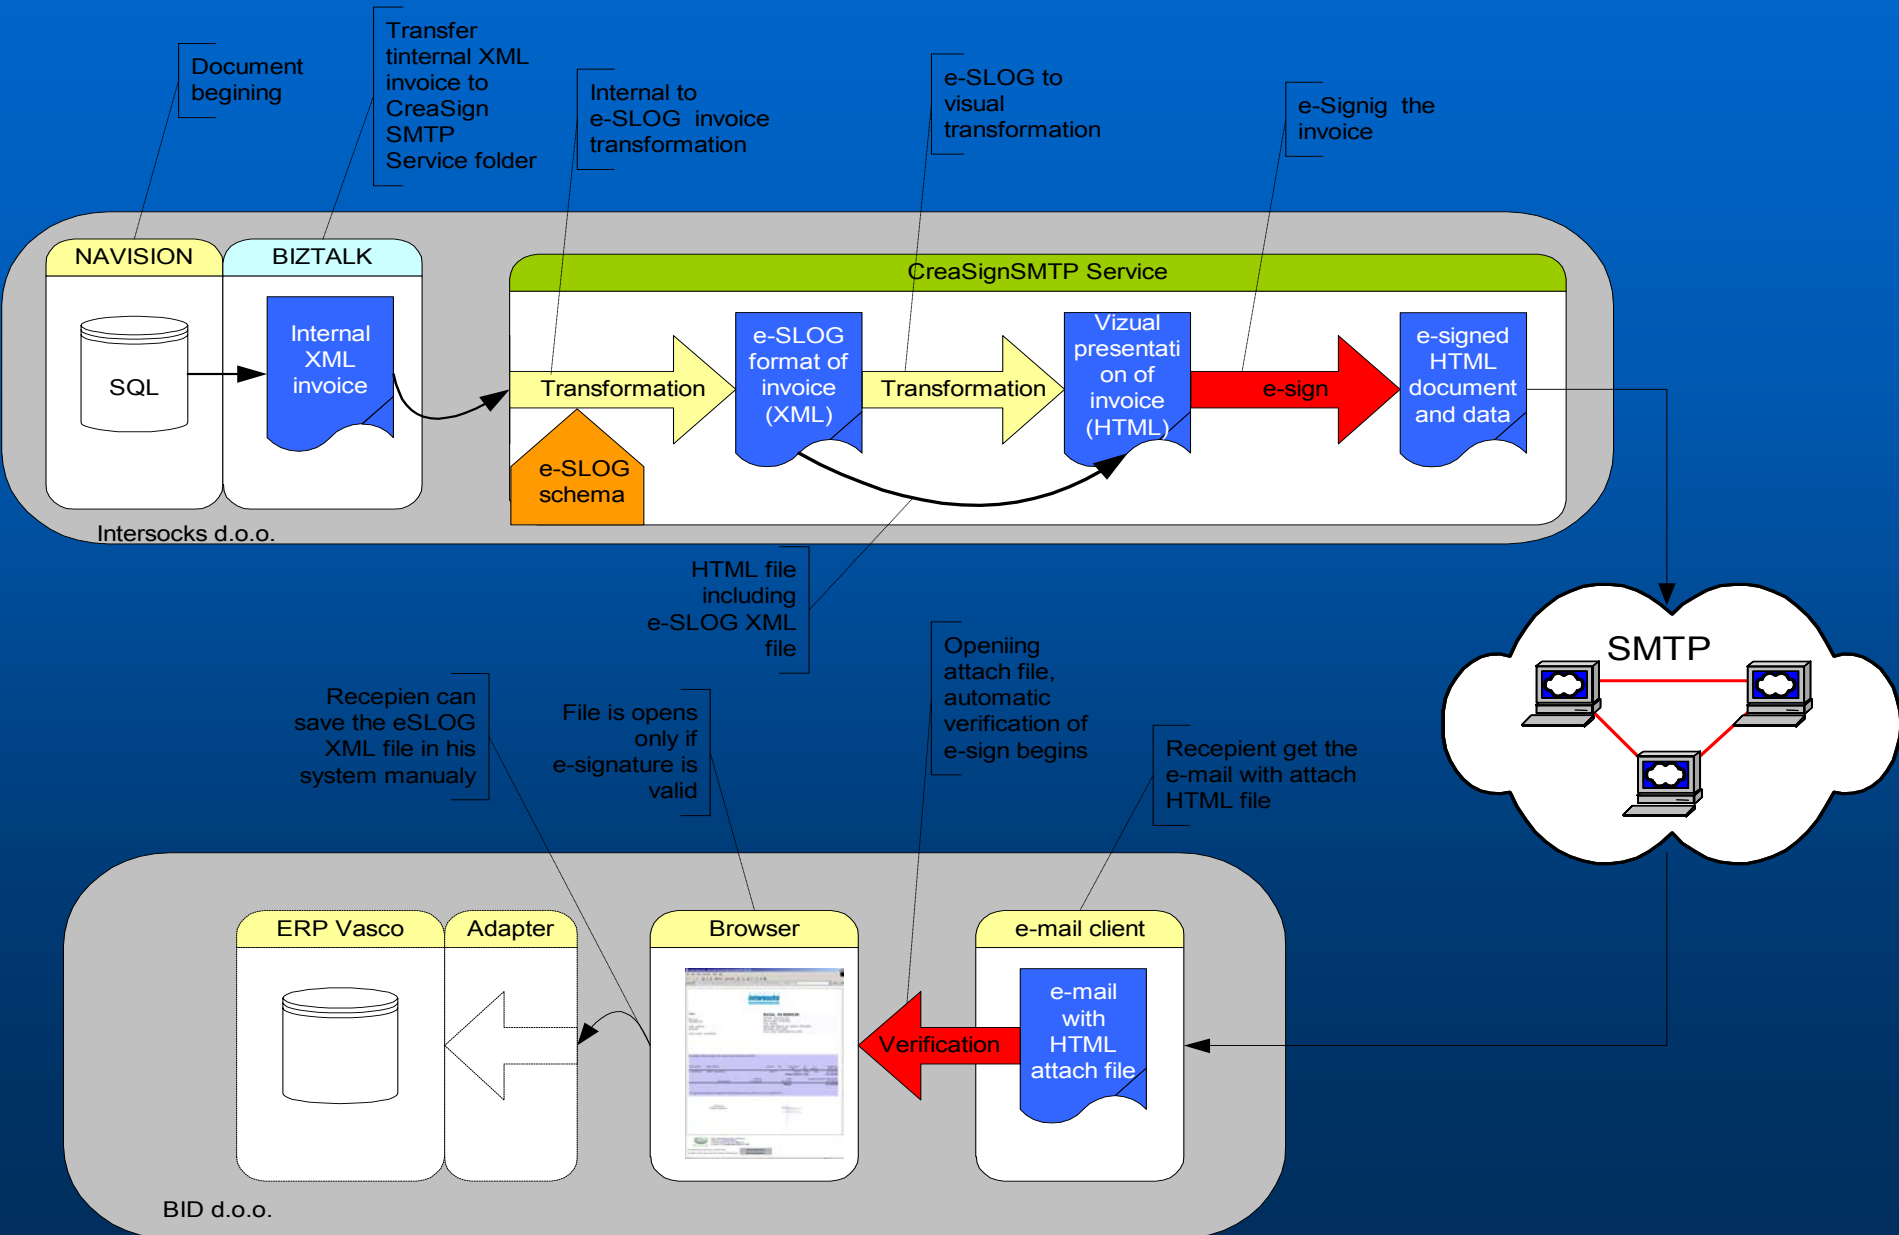 Document
begining
Transfer
tinternal XML
invoice to
CreaSign
SMTP
Service folder
Internal to
e-SLOG invoice
transformation
e-SLOG to
visual
transformation
e-Signig the
invoice
NAVISION
BIZTALK
CreaSignSMTP Service
SQL
Internal
XML
invoice
Transformation
e-SLOG
schema
e-SLOG
format of
invoice
(XML)
Transformation
Vizual
presentati
on of
invoice
(HTML)
e-sign
e-signed
HTML
document
and data
Intersocks d.o.o.
HTML file
including
e-SLOG XML
file
SMTP
Recepien can
save the eSLOG
XML file in his
system manualy
File is opens
only if
e-signature is
valid
Openiing
attach file,
automatic
verification of
e-sign begins
Recepient get the
e-mail with attach
HTML file
ERP Vasco
Adapter
Browser
e-mail client
intersocks
Verification
e-mail
with
HTML
attach file
BID d.o.o.